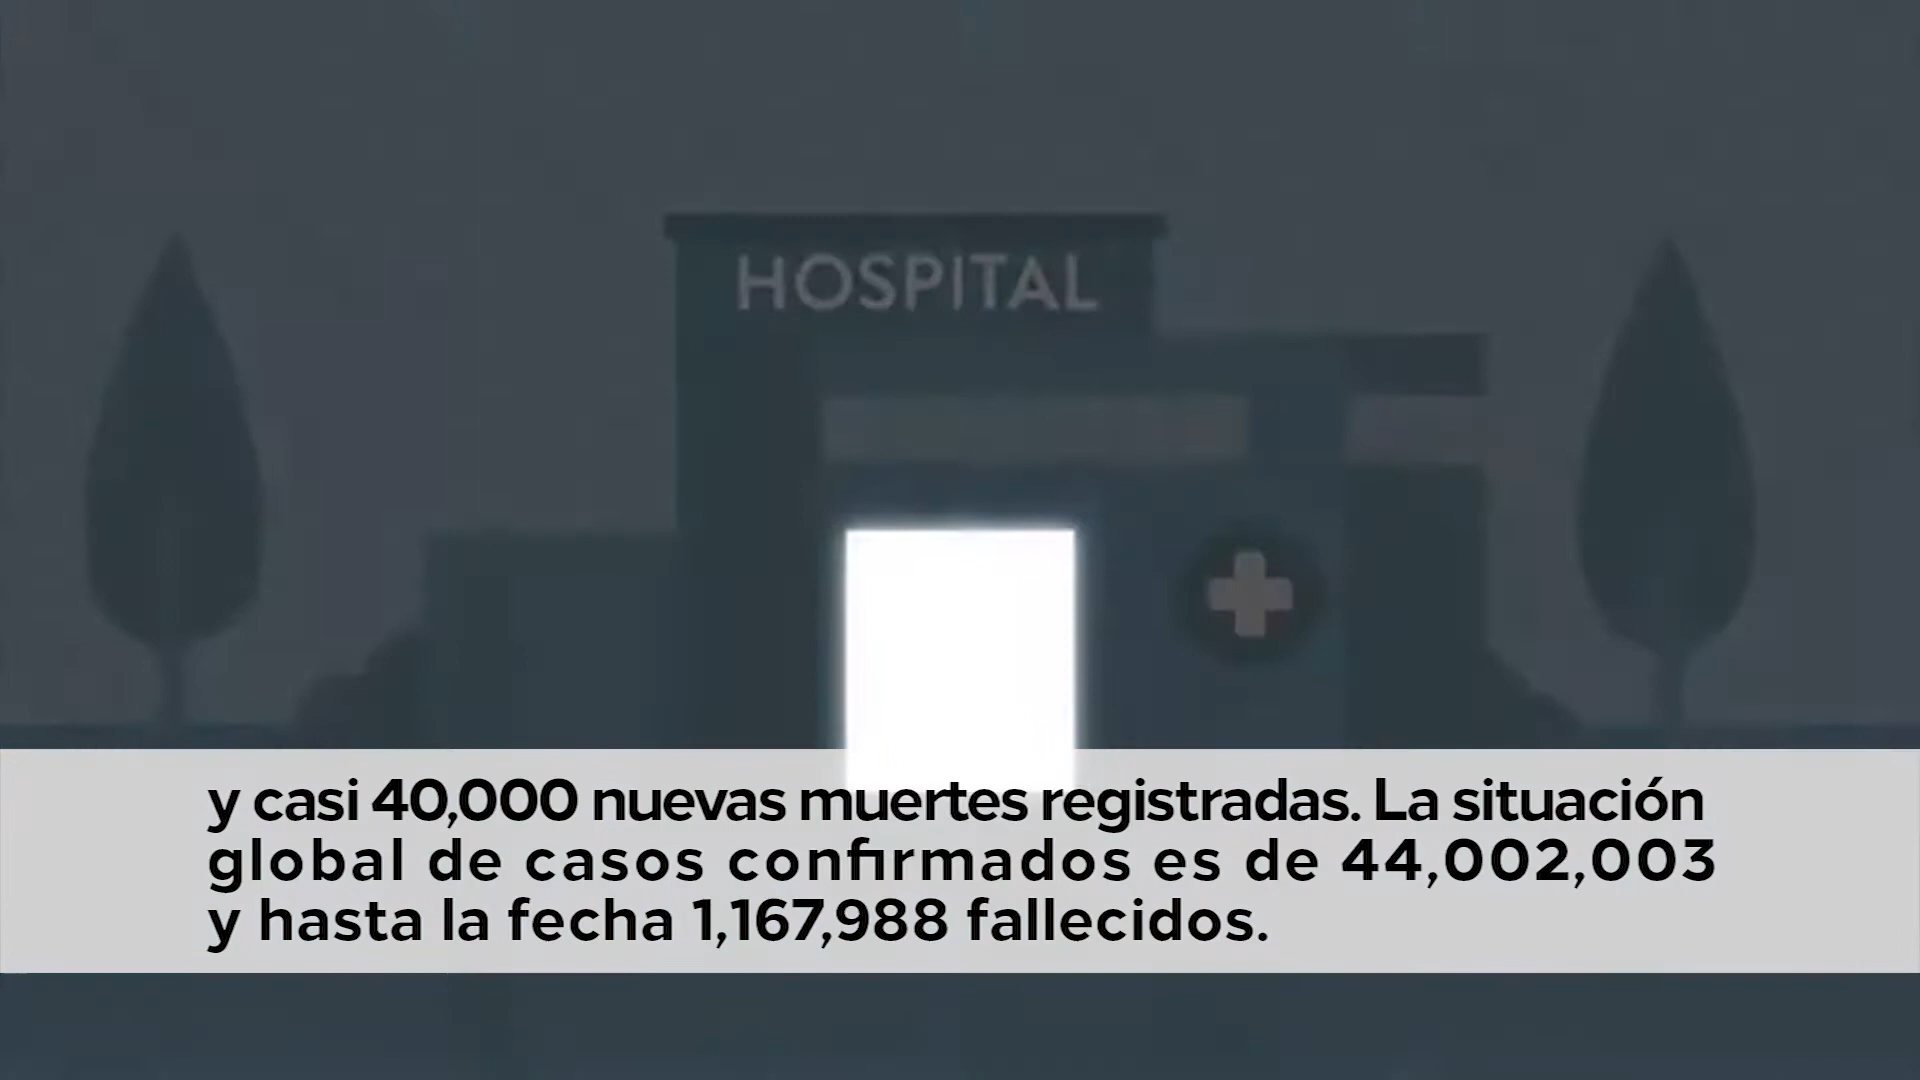 HOSPITAL
y casi 40,000 nuevas muertes registradas. La situación
global de casos confirmados es de 44,002,003
y hasta la fecha 1,167,988 fallecidos.